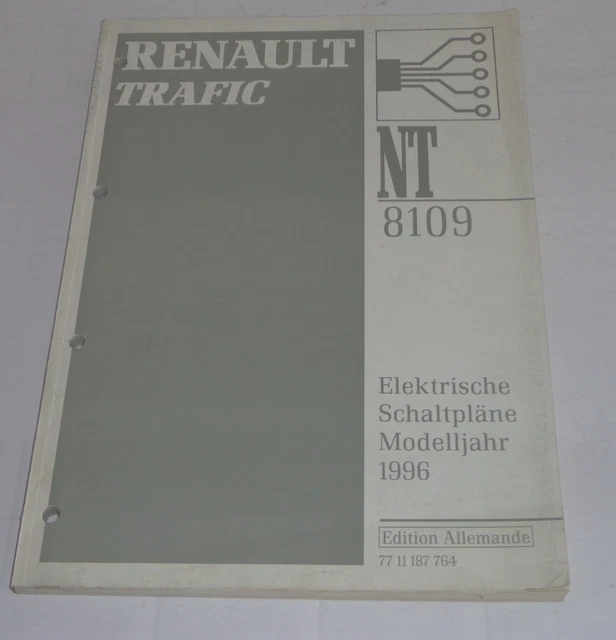 RENAULT
TRAFIC
NT
8109
Elektrische
Schaltpläne
Modelljahr
1996
Edition Allemande
77 11 187 764